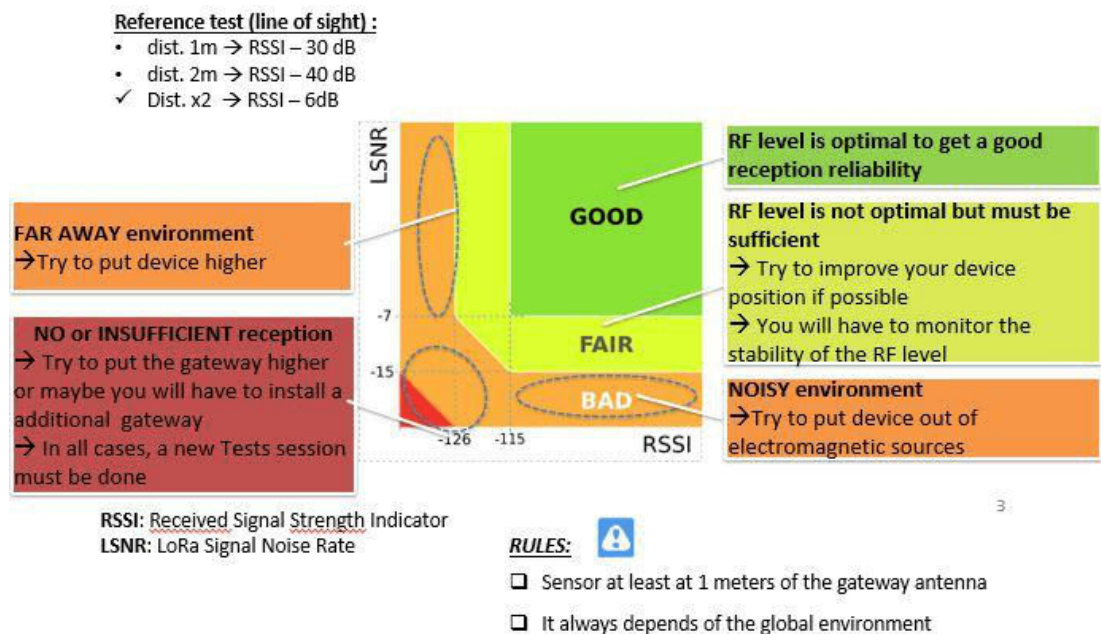 Reference test (line of sight) :
• dist. 1m → RSSI – 30 dB
• dist. 2m → RSSI – 40 dB
✓ Dist. x2 → RSSI – 6dB
LSNR
GOOD
-7
FAIR
-15
BAD
-126
-115
RSSI
RF level is optimal to get a good
reception reliability
FAR AWAY environment
→Try to put device higher
RF level is not optimal but must be
sufficient
→ Try to improve your device
position if possible
→ You will have to monitor the
stability of the RF level
NO or INSUFFICIENT reception
→ Try to put the gateway higher
or maybe you will have to install a
additional gateway
→ In all cases, a new Tests session
must be done
NOISY environment
→Try to put device out of
electromagnetic sources
3
RSSI: Received Signal Strength Indicator
LSNR: LoRa Signal Noise Rate
RULES:
❑ Sensor at least at 1 meters of the gateway antenna
❑ It always depends of the global environment